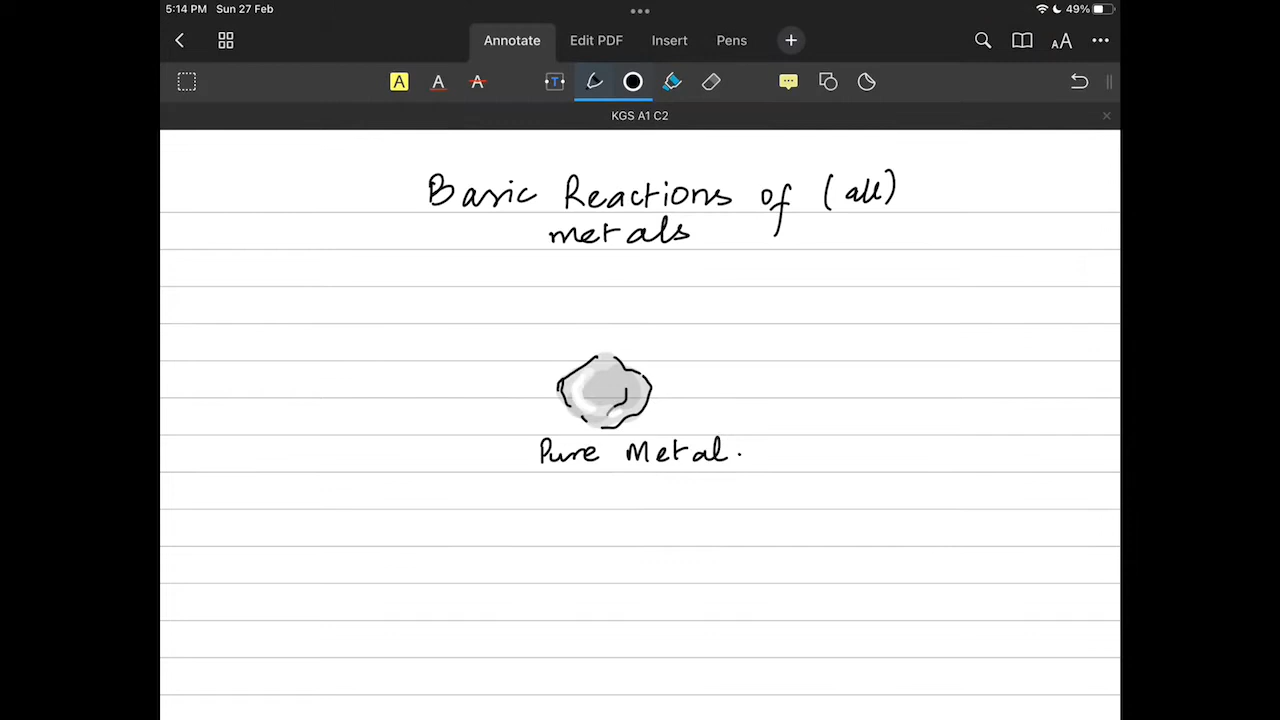 5:14 PM Sun 27 Feb
49%
Annotate Edit PDF Insert Pens
AA
A A A T
KGS A1 C2
Basic Reactions of (all)
metals
Pure Metal.